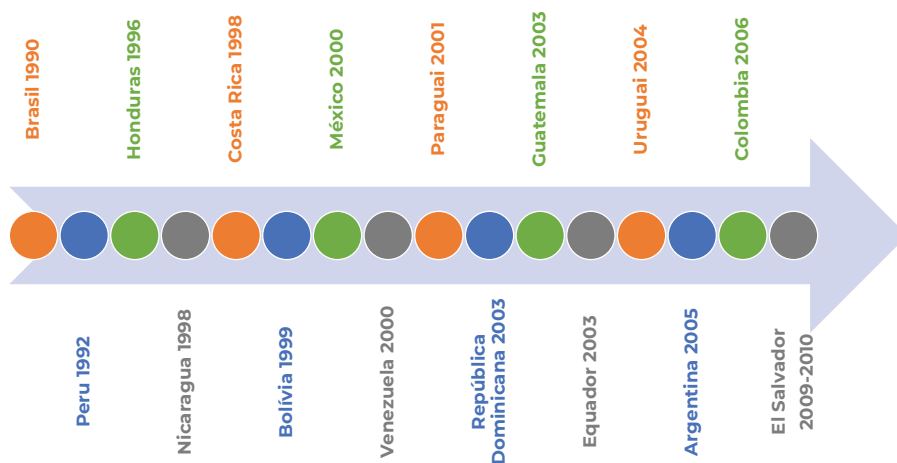 Brasil 1990
Peru 1992
Honduras 1996
Nicaragua 1998
Costa Rica 1998
Bolívia 1999
México 2000
Venezuela 2000
Paraguai 2001
República
Dominicana 2003
Guatemala 2003
Equador 2003
Uruguai 2004
Argentina 2005
Colombia 2006
El Salvador
2009-2010